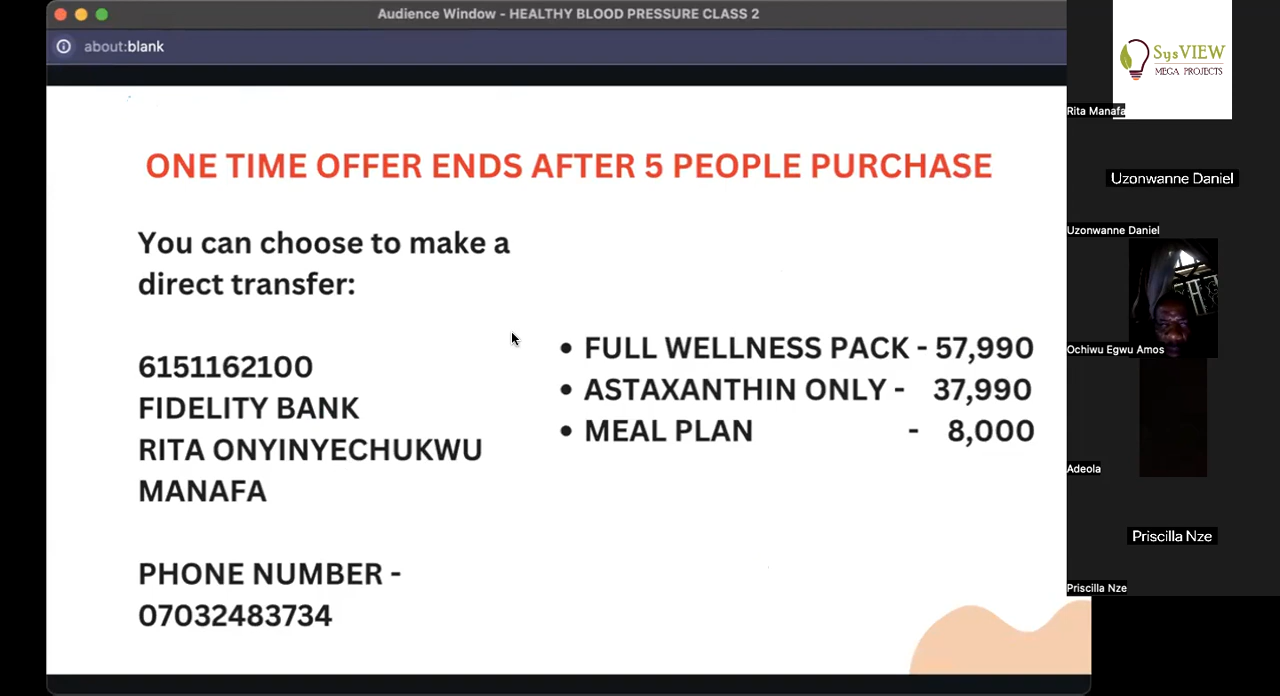 Audience Window - HEALTHY BLOOD PRESSURE CLASS 2
about:blank
ONE TIME OFFER ENDS AFTER 5 PEOPLE PURCHASE
You can choose to make a
direct transfer:
6151162100
FIDELITY BANK
RITA ONYINYECHUKWU
MANAFA
PHONE NUMBER -
07032483734
• FULL WELLNESS PACK - 57,990
• ASTAXANTHIN ONLY - 37,990
• MEAL PLAN - 8,000
SysVIEW
MEGA PROJECTS
Rita Manafa
Uzonwanne Daniel
Uzonwanne Daniel
Ochiwu Egwu Amos
Adeola
Priscilla Nze
Priscilla Nze